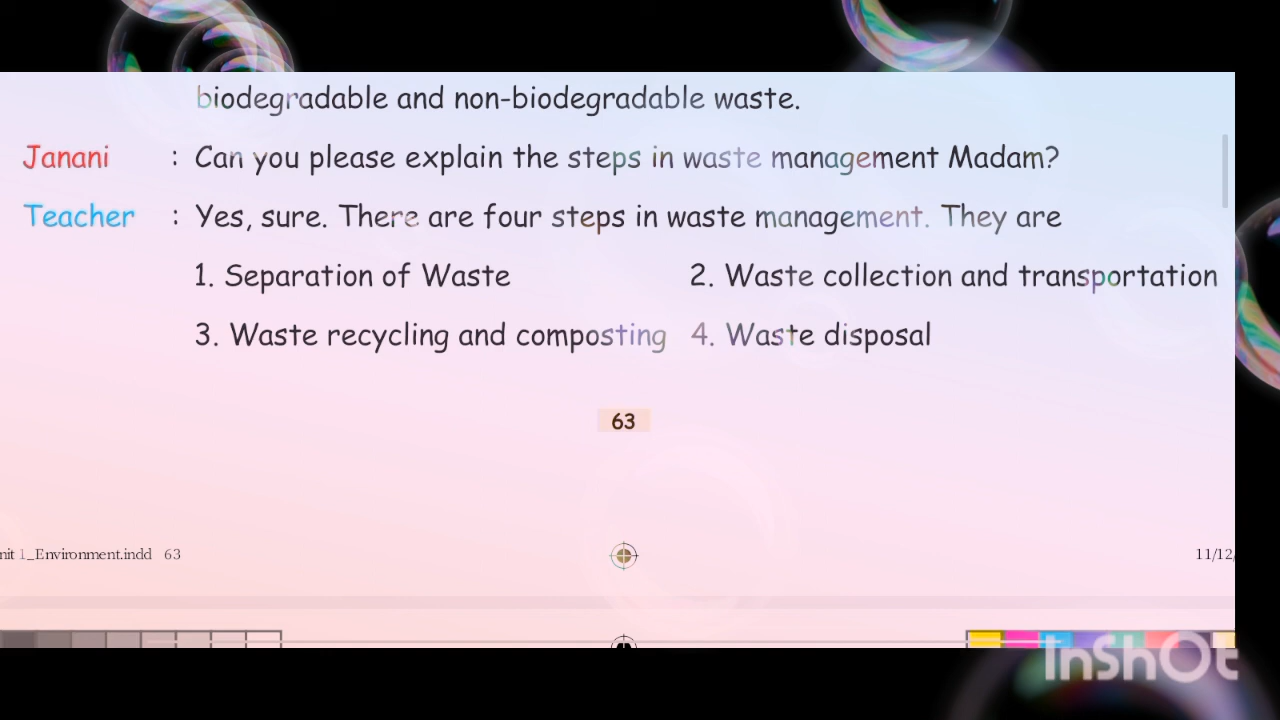 biodegradable and non-biodegradable waste.
Janani : Can you please explain the steps in waste management Madam?
Teacher : Yes, sure. There are four steps in waste management. They are
1. Separation of Waste 2. Waste collection and transportation
3. Waste recycling and composting 4. Waste disposal
63
nit 1_Environment.indd 63 11/12/
InShOt